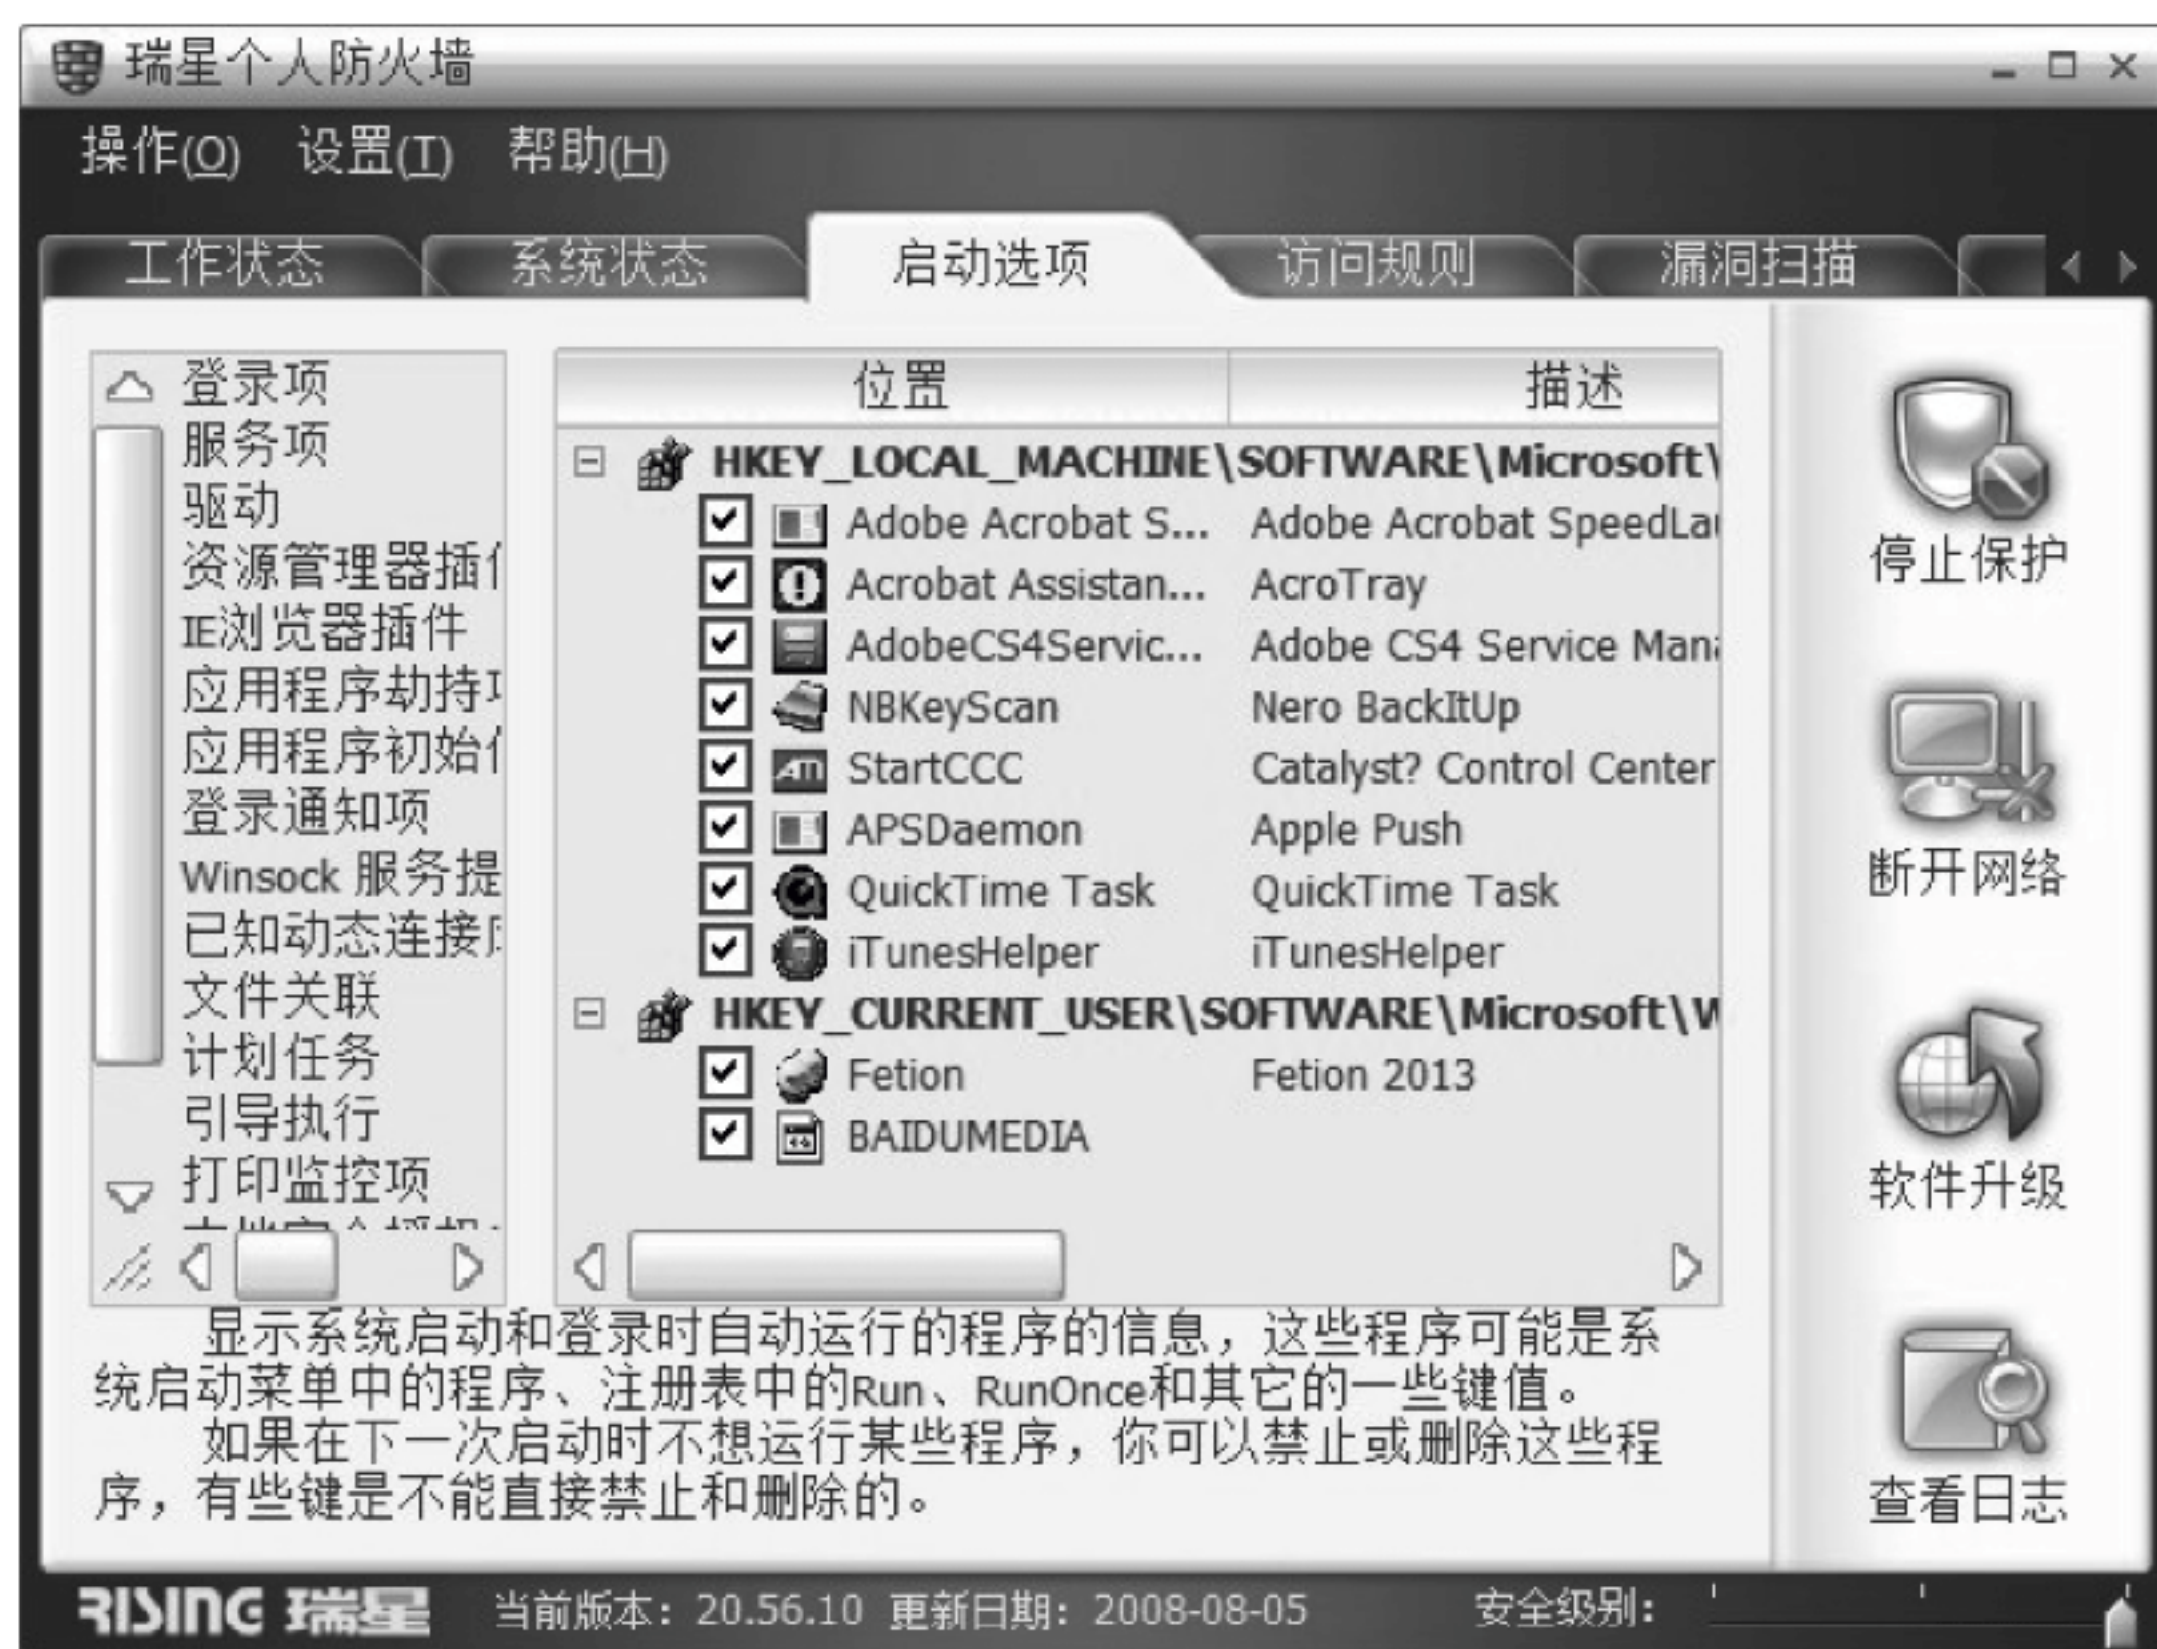 瑞星个人防火墙
操作(O) 设置(T) 帮助(H)
工作状态 系统状态 启动选项 访问规则 漏洞扫描
登录项
服务项
驱动
资源管理器插
IE浏览器插件
应用程序劫持
应用程序初始
登录通知项
Winsock 服务提
已知动态连接
文件关联
计划任务
引导执行
打印监控项
位置 描述
HKEY_LOCAL_MACHINE\SOFTWARE\Microsoft\
Adobe Acrobat S... Adobe Acrobat SpeedLau
Acrobat Assistan... AcroTray
AdobeCS4Servic... Adobe CS4 Service Mana
NBKeyScan Nero BackItUp
StartCCC Catalyst? Control Center
APSDaemon Apple Push
QuickTime Task QuickTime Task
iTunesHelper iTunesHelper
HKEY_CURRENT_USER\SOFTWARE\Microsoft\W
Fetion Fetion 2013
BAIDUMEDIA
停止保护
断开网络
软件升级
查看日志
显示系统启动和登录时自动运行的程序的信息，这些程序可能是系
统启动菜单中的程序、注册表中的Run、RunOnce和其它的一些键值。
如果在下一次启动时不想运行某些程序，你可以禁止或删除这些程
序，有些键是不能直接禁止和删除的。
RISING 瑞星 当前版本：20.56.10 更新日期：2008-08-05 安全级别：